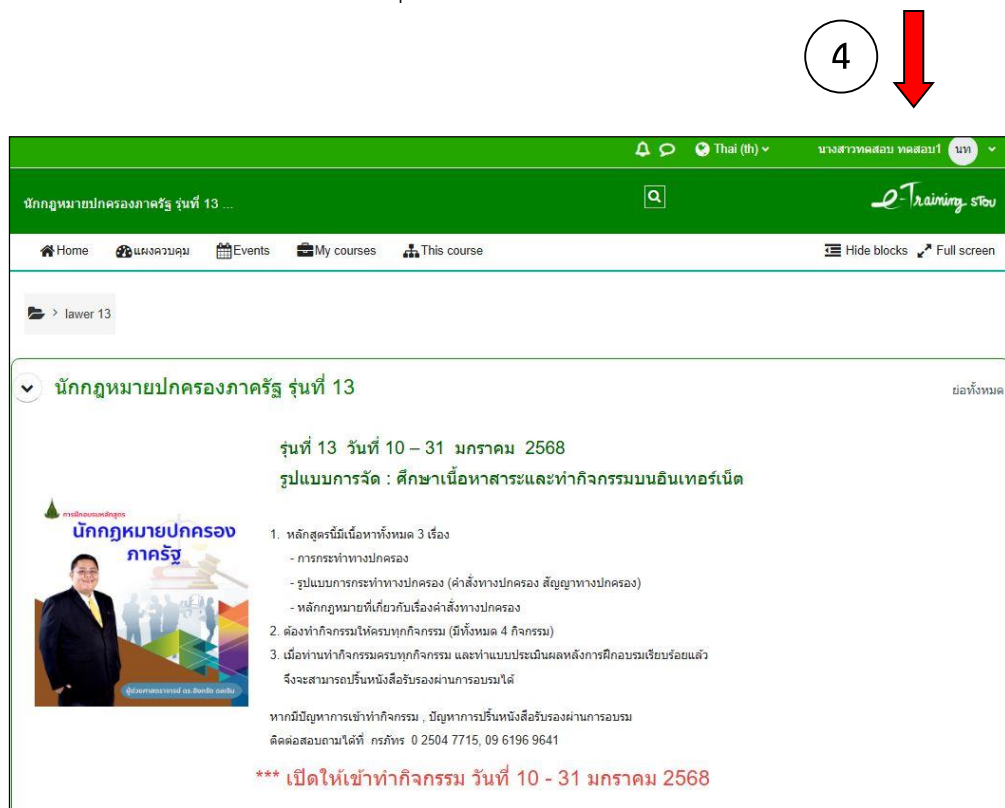 4
Thai (th)
นางสาวทดสอบ ทดสอบ1 นท
นักกฎหมายปกครองภาครัฐ รุ่นที่ 13 ...
e-Training STOU
Home แผงควบคุม Events My courses This course
Hide blocks Full screen
> lawer 13
นักกฎหมายปกครองภาครัฐ รุ่นที่ 13
ย่อทั้งหมด
รุ่นที่ 13 วันที่ 10 – 31 มกราคม 2568
รูปแบบการจัด : ศึกษาเนื้อหาสาระและทำกิจกรรมบนอินเทอร์เน็ต
การฝึกอบรมหลักสูตร
นักกฎหมายปกครอง
ภาครัฐ
1. หลักสูตรนี้มีเนื้อหาทั้งหมด 3 เรื่อง
- การกระทำทางปกครอง
- รูปแบบการกระทำทางปกครอง (คำสั่งทางปกครอง สัญญาทางปกครอง)
- หลักกฎหมายที่เกี่ยวกับเรื่องคำสั่งทางปกครอง
2. ต้องทำกิจกรรมให้ครบทุกกิจกรรม (มีทั้งหมด 4 กิจกรรม)
3. เมื่อท่านทำกิจกรรมครบทุกกิจกรรม และทำแบบประเมินผลหลังการฝึกอบรมเรียบร้อยแล้ว
จึงจะสามารถปริ้นหนังสือรับรองผ่านการอบรมได้
ผู้ช่วยศาสตราจารย์ ดร.
หากมีปัญหาการเข้าทำกิจกรรม , ปัญหาการปริ้นหนังสือรับรองผ่านการอบรม
ติดต่อสอบถามได้ที่ กรภัทร 0 2504 7715, 09 6196 9641
*** เปิดให้เข้าทำกิจกรรม วันที่ 10 - 31 มกราคม 2568